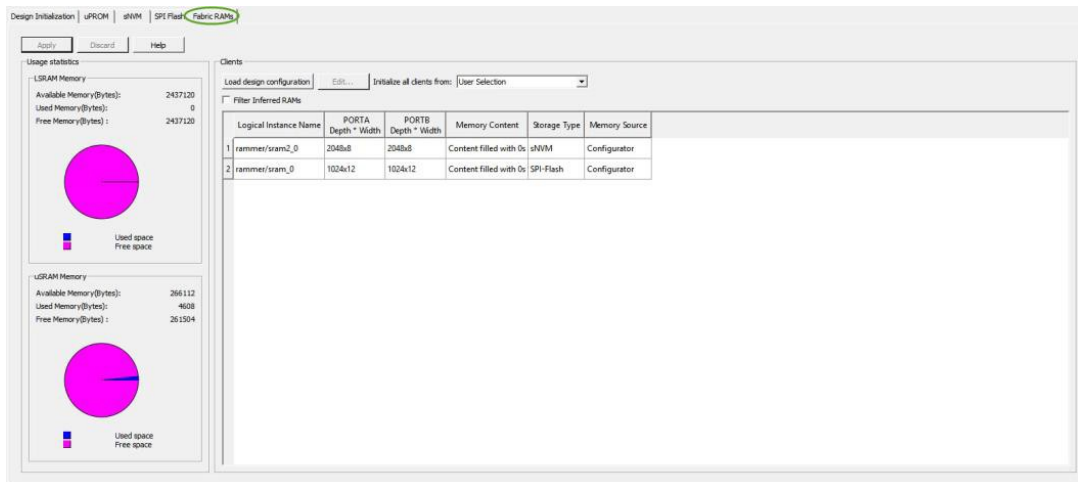 Design Initialization uPROM sNVM SPI Flash Fabric RAMs
Apply Discard Help
Usage statistics
LSRAM Memory
Available Memory(Bytes): 2437120
Used Memory(Bytes): 0
Free Memory(Bytes) : 2437120
Used space
Free space
uSRAM Memory
Available Memory(Bytes): 266112
Used Memory(Bytes): 4608
Free Memory(Bytes) : 261504
Used space
Free space
Clients
Load design configuration Edit... Initialize all clients from: User Selection
Filter Inferred RAMs
Logical Instance Name PORTA Depth * Width PORTB Depth * Width Memory Content Storage Type Memory Source
1 rammer/sram2_0 2048x8 2048x8 Content filled with 0s sNVM Configurator
2 rammer/sram_0 1024x12 1024x12 Content filled with 0s SPI-Flash Configurator